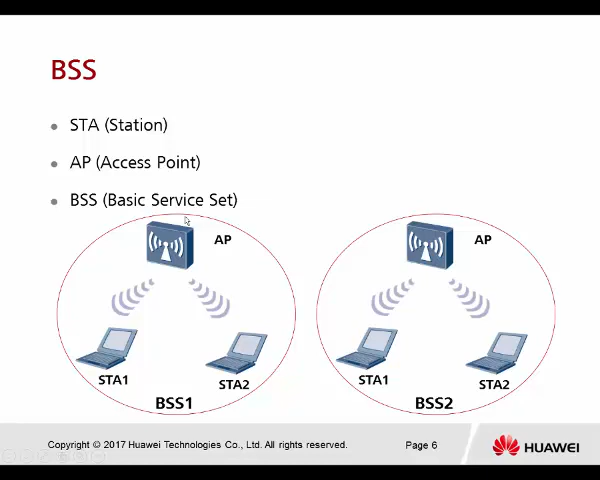 BSS
• STA (Station)
• AP (Access Point)
• BSS (Basic Service Set)
AP
STA1
STA2
BSS1
AP
STA1
STA2
BSS2
Copyright © 2017 Huawei Technologies Co., Ltd. All rights reserved.
Page 6
HUAWEI